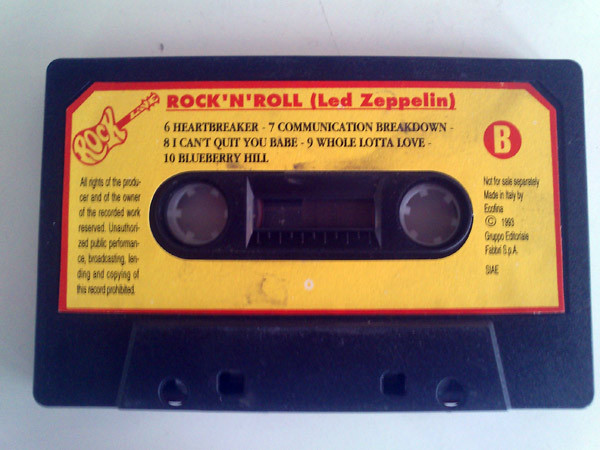 ROCK LIVE
ROCK'N'ROLL (Led Zeppelin)
6 HEARTBREAKER - 7 COMMUNICATION BREAKDOWN -
8 I CAN'T QUIT YOU BABE - 9 WHOLE LOTTA LOVE -
10 BLUEBERRY HILL
B
All rights of the produ-
cer and of the owner
of the recorded work
reserved. Unauthori-
zed public performan-
ce, broadcasting, len-
ding and copying of
this record prohibited.
Not for sale separately
Made in Italy by
Ecofina
© 1993
Gruppo Editoriale
Fabbri S.p.A.
SIAE